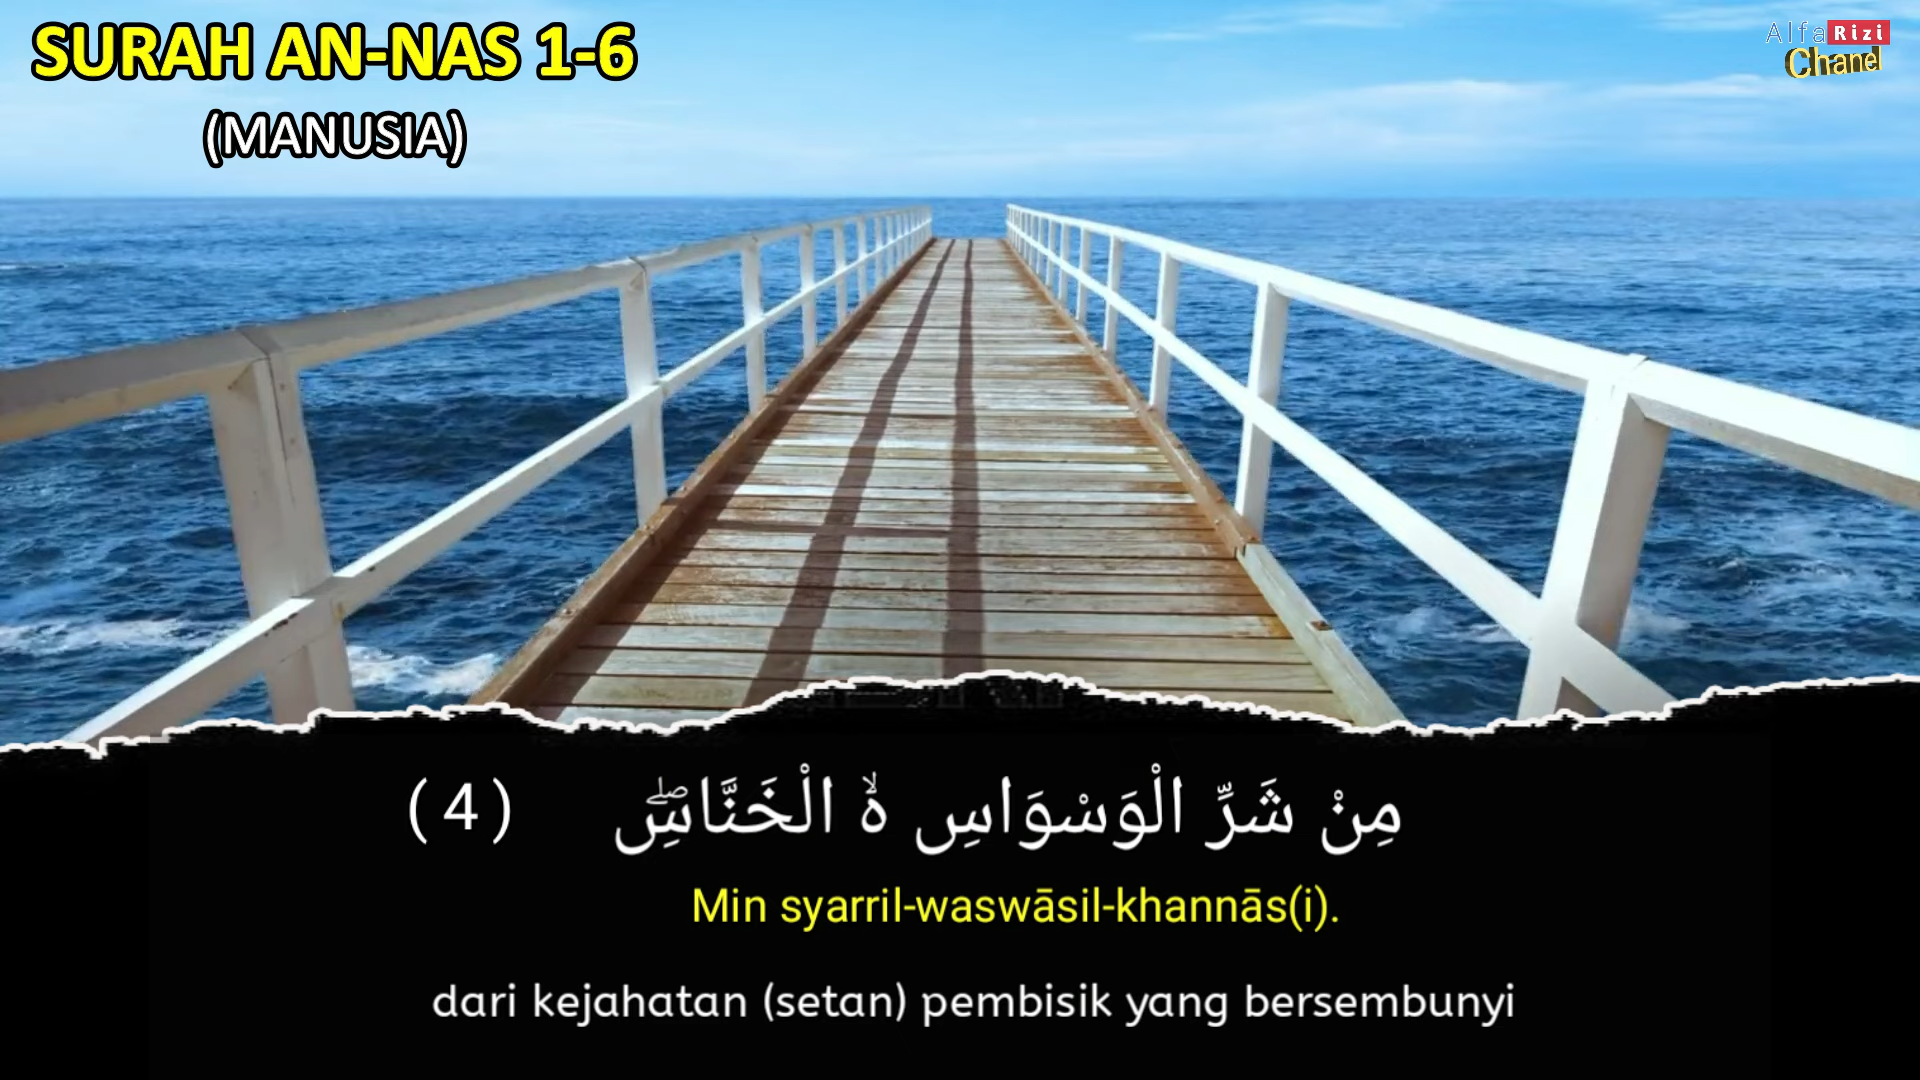 SURAH AN-NAS 1-6
(MANUSIA)
Alfa Rizi
Chanel
مِنْ شَرِّ الْوَسْوَاسِ ەۙ الْخَنَّاسِۖ (4)
Min syarril-waswāsil-khannās(i).
dari kejahatan (setan) pembisik yang bersembunyi